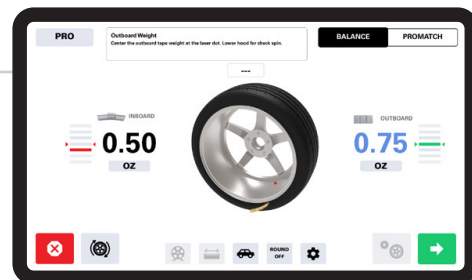 PRO
Outboard Weight
Center the outboard tape weight at the laser dot. Lower hood for check spin.
BALANCE
PROMATCH
---
INBOARD
0.50
OZ
OUTBOARD
0.75
OZ
ROUND
OFF